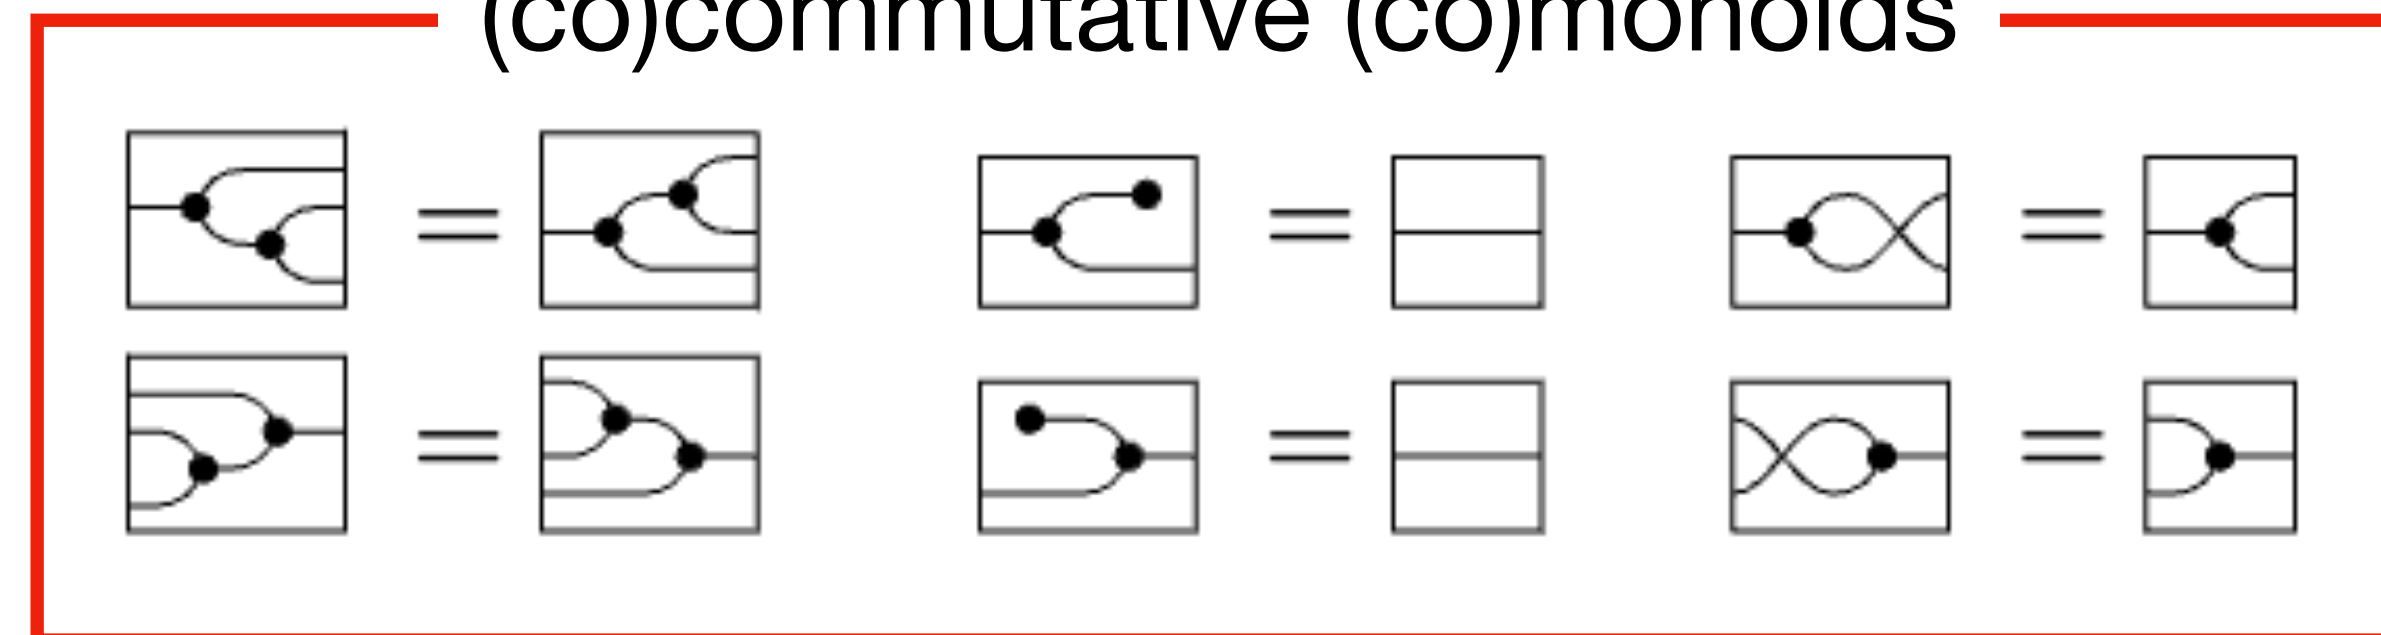 (co)commutative (co)monoids
= = =
= = =